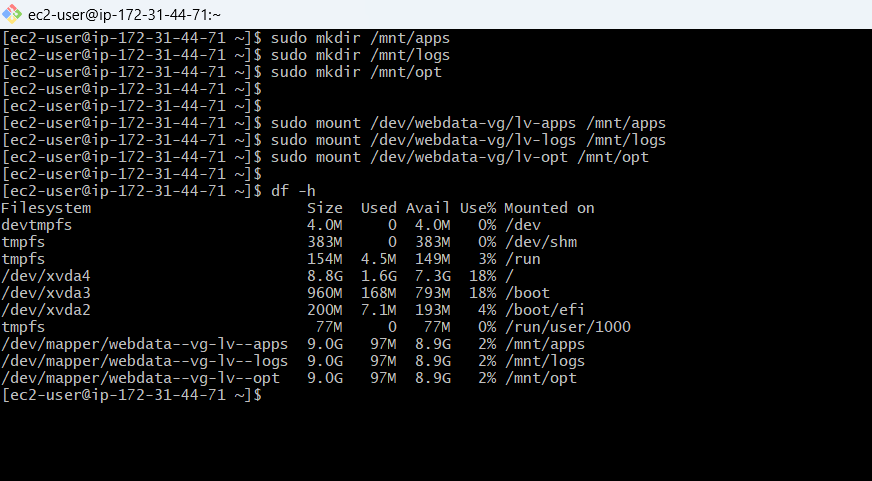 ec2-user@ip-172-31-44-71:~
[ec2-user@ip-172-31-44-71 ~]$ sudo mkdir /mnt/apps
[ec2-user@ip-172-31-44-71 ~]$ sudo mkdir /mnt/logs
[ec2-user@ip-172-31-44-71 ~]$ sudo mkdir /mnt/opt
[ec2-user@ip-172-31-44-71 ~]$
[ec2-user@ip-172-31-44-71 ~]$
[ec2-user@ip-172-31-44-71 ~]$ sudo mount /dev/webdata-vg/lv-apps /mnt/apps
[ec2-user@ip-172-31-44-71 ~]$ sudo mount /dev/webdata-vg/lv-logs /mnt/logs
[ec2-user@ip-172-31-44-71 ~]$ sudo mount /dev/webdata-vg/lv-opt /mnt/opt
[ec2-user@ip-172-31-44-71 ~]$
[ec2-user@ip-172-31-44-71 ~]$ df -h
Filesystem                        Size  Used Avail Use% Mounted on
devtmpfs                          4.0M     0  4.0M   0% /dev
tmpfs                             383M     0  383M   0% /dev/shm
tmpfs                             154M  4.5M  149M   3% /run
/dev/xvda4                        8.8G  1.6G  7.3G  18% /
/dev/xvda3                        960M  168M  793M  18% /boot
/dev/xvda2                        200M  7.1M  193M   4% /boot/efi
tmpfs                              77M     0   77M   0% /run/user/1000
/dev/mapper/webdata--vg-lv--apps  9.0G   97M  8.9G   2% /mnt/apps
/dev/mapper/webdata--vg-lv--logs  9.0G   97M  8.9G   2% /mnt/logs
/dev/mapper/webdata--vg-lv--opt   9.0G   97M  8.9G   2% /mnt/opt
[ec2-user@ip-172-31-44-71 ~]$